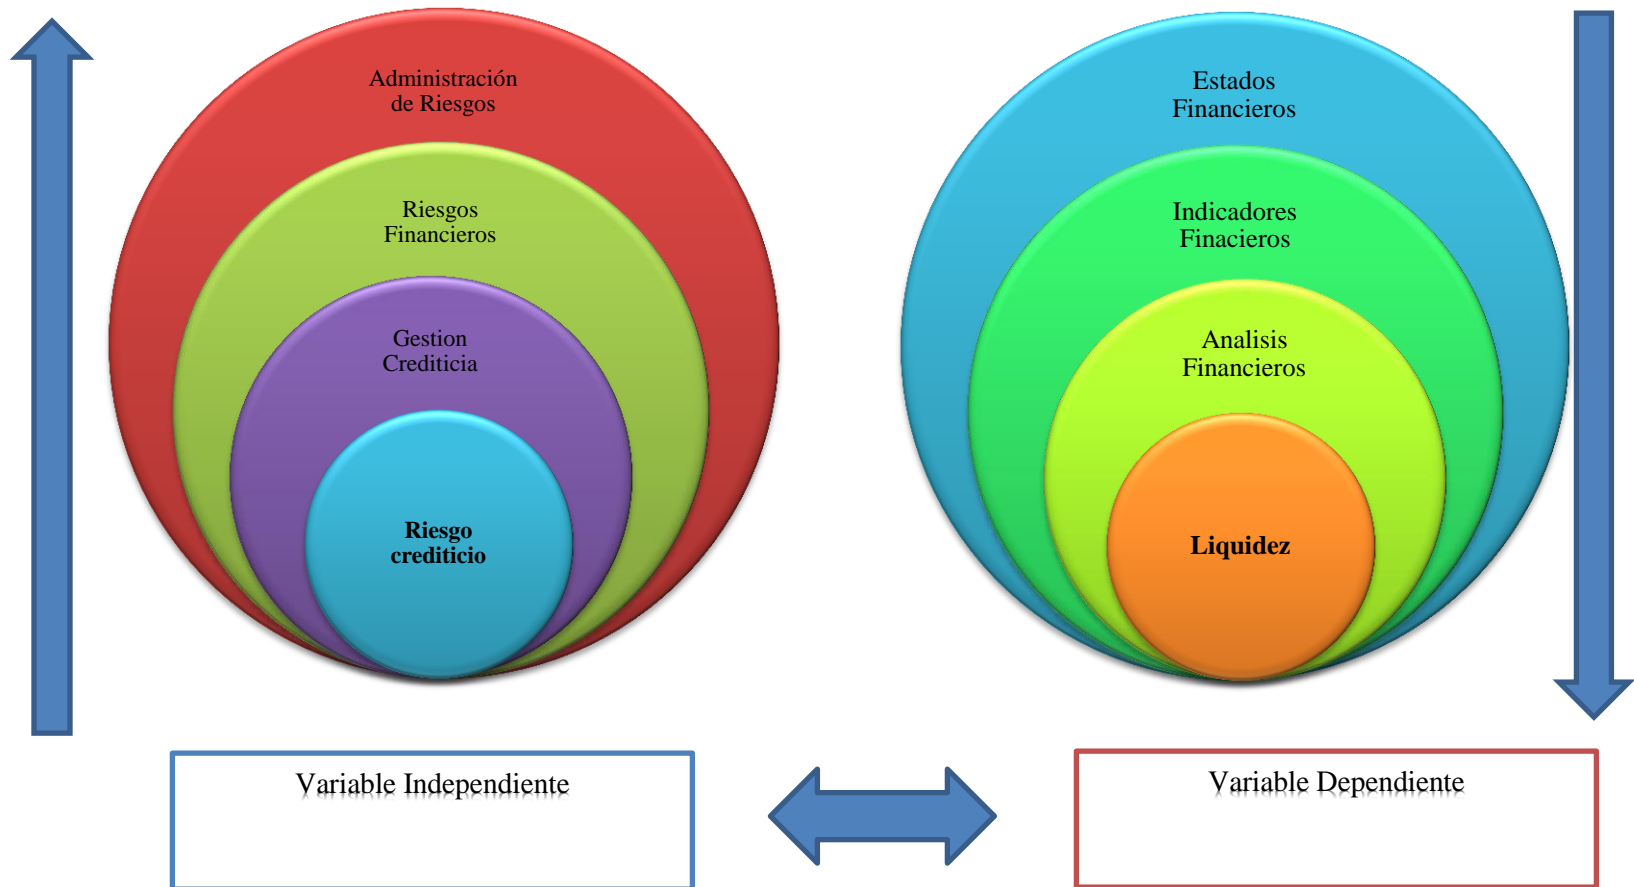 Administración
de Riesgos
Riesgos
Financieros
Gestion
Crediticia
Riesgo
crediticio
Estados
Financieros
Indicadores
Finacieros
Analisis
Financieros
Liquidez
Variable Independiente
Variable Dependiente